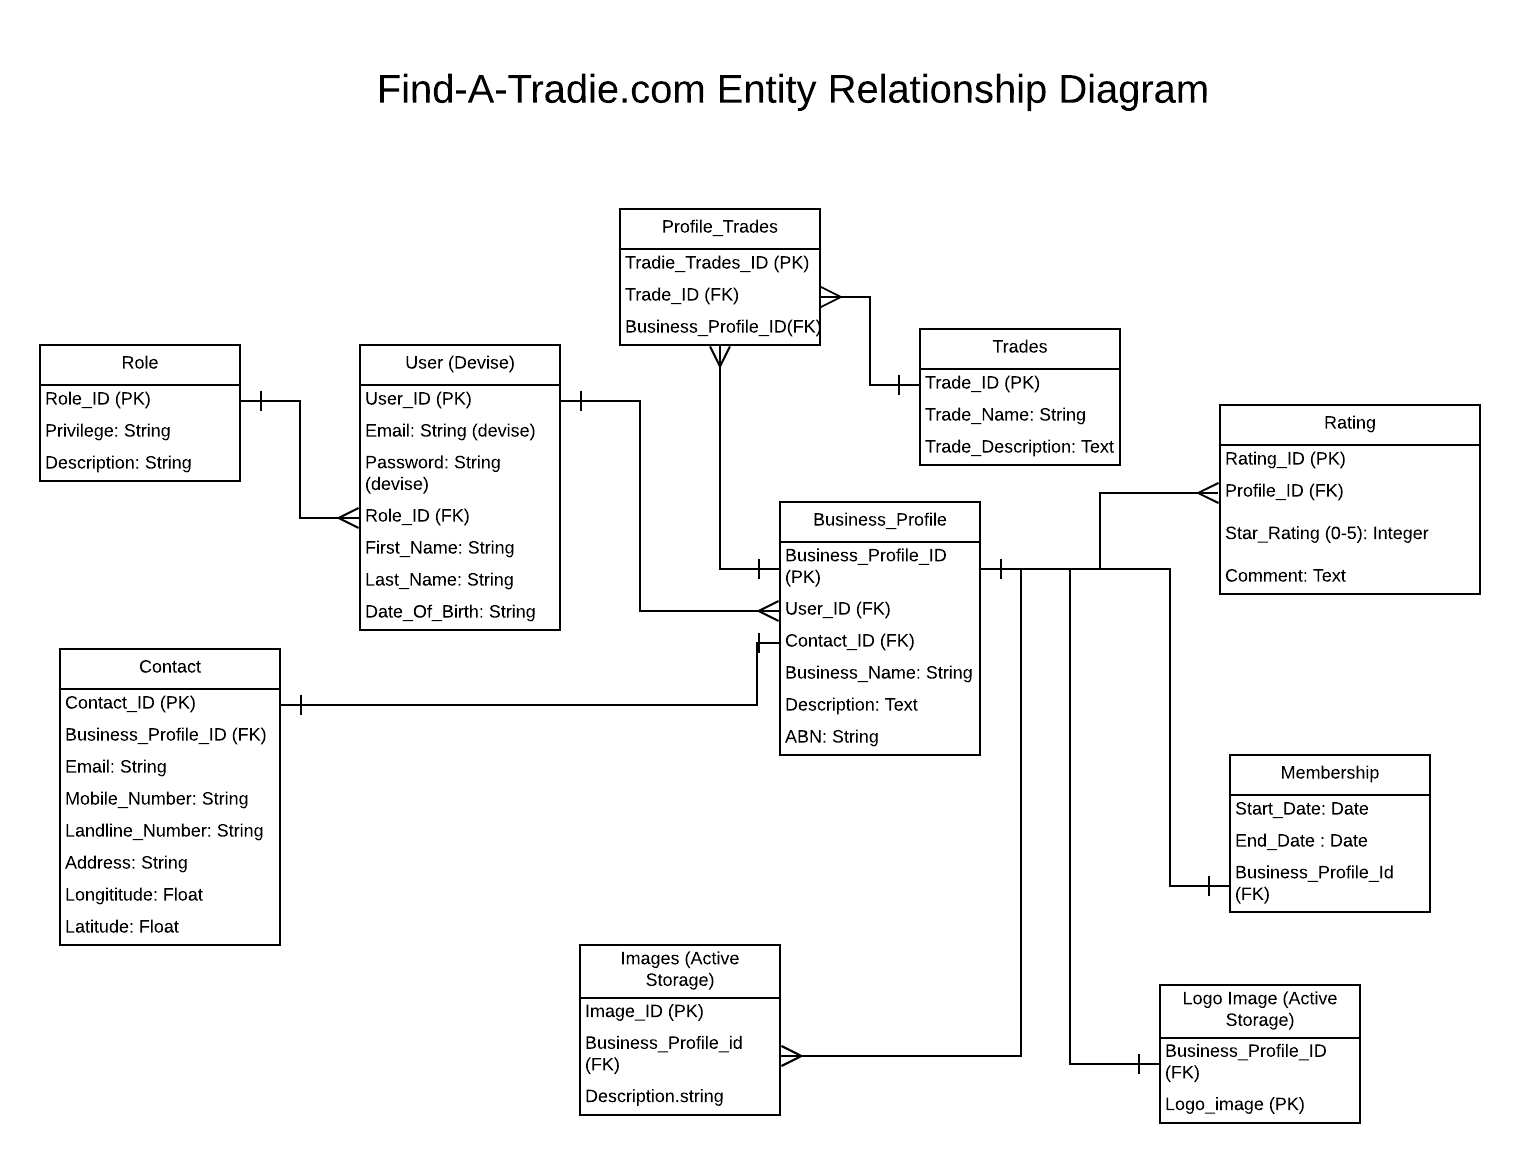 Find-A-Tradie.com Entity Relationship Diagram
Profile_Trades
Tradie_Trades_ID (PK)
Trade_ID (FK)
Business_Profile_ID(FK)
Trades
Trade_ID (PK)
Trade_Name: String
Trade_Description: Text
Role
Role_ID (PK)
Privilege: String
Description: String
User (Devise)
User_ID (PK)
Email: String (devise)
Password: String
(devise)
Role_ID (FK)
First_Name: String
Last_Name: String
Date_Of_Birth: String
Rating
Rating_ID (PK)
Profile_ID (FK)
Star_Rating (0-5): Integer
Comment: Text
Business_Profile
Business_Profile_ID
(PK)
User_ID (FK)
Contact_ID (FK)
Business_Name: String
Description: Text
ABN: String
Contact
Contact_ID (PK)
Business_Profile_ID (FK)
Email: String
Mobile_Number: String
Landline_Number: String
Address: String
Longititude: Float
Latitude: Float
Membership
Start_Date: Date
End_Date : Date
Business_Profile_Id
(FK)
Images (Active
Storage)
Image_ID (PK)
Business_Profile_id
(FK)
Description.string
Logo Image (Active
Storage)
Business_Profile_ID
(FK)
Logo_image (PK)